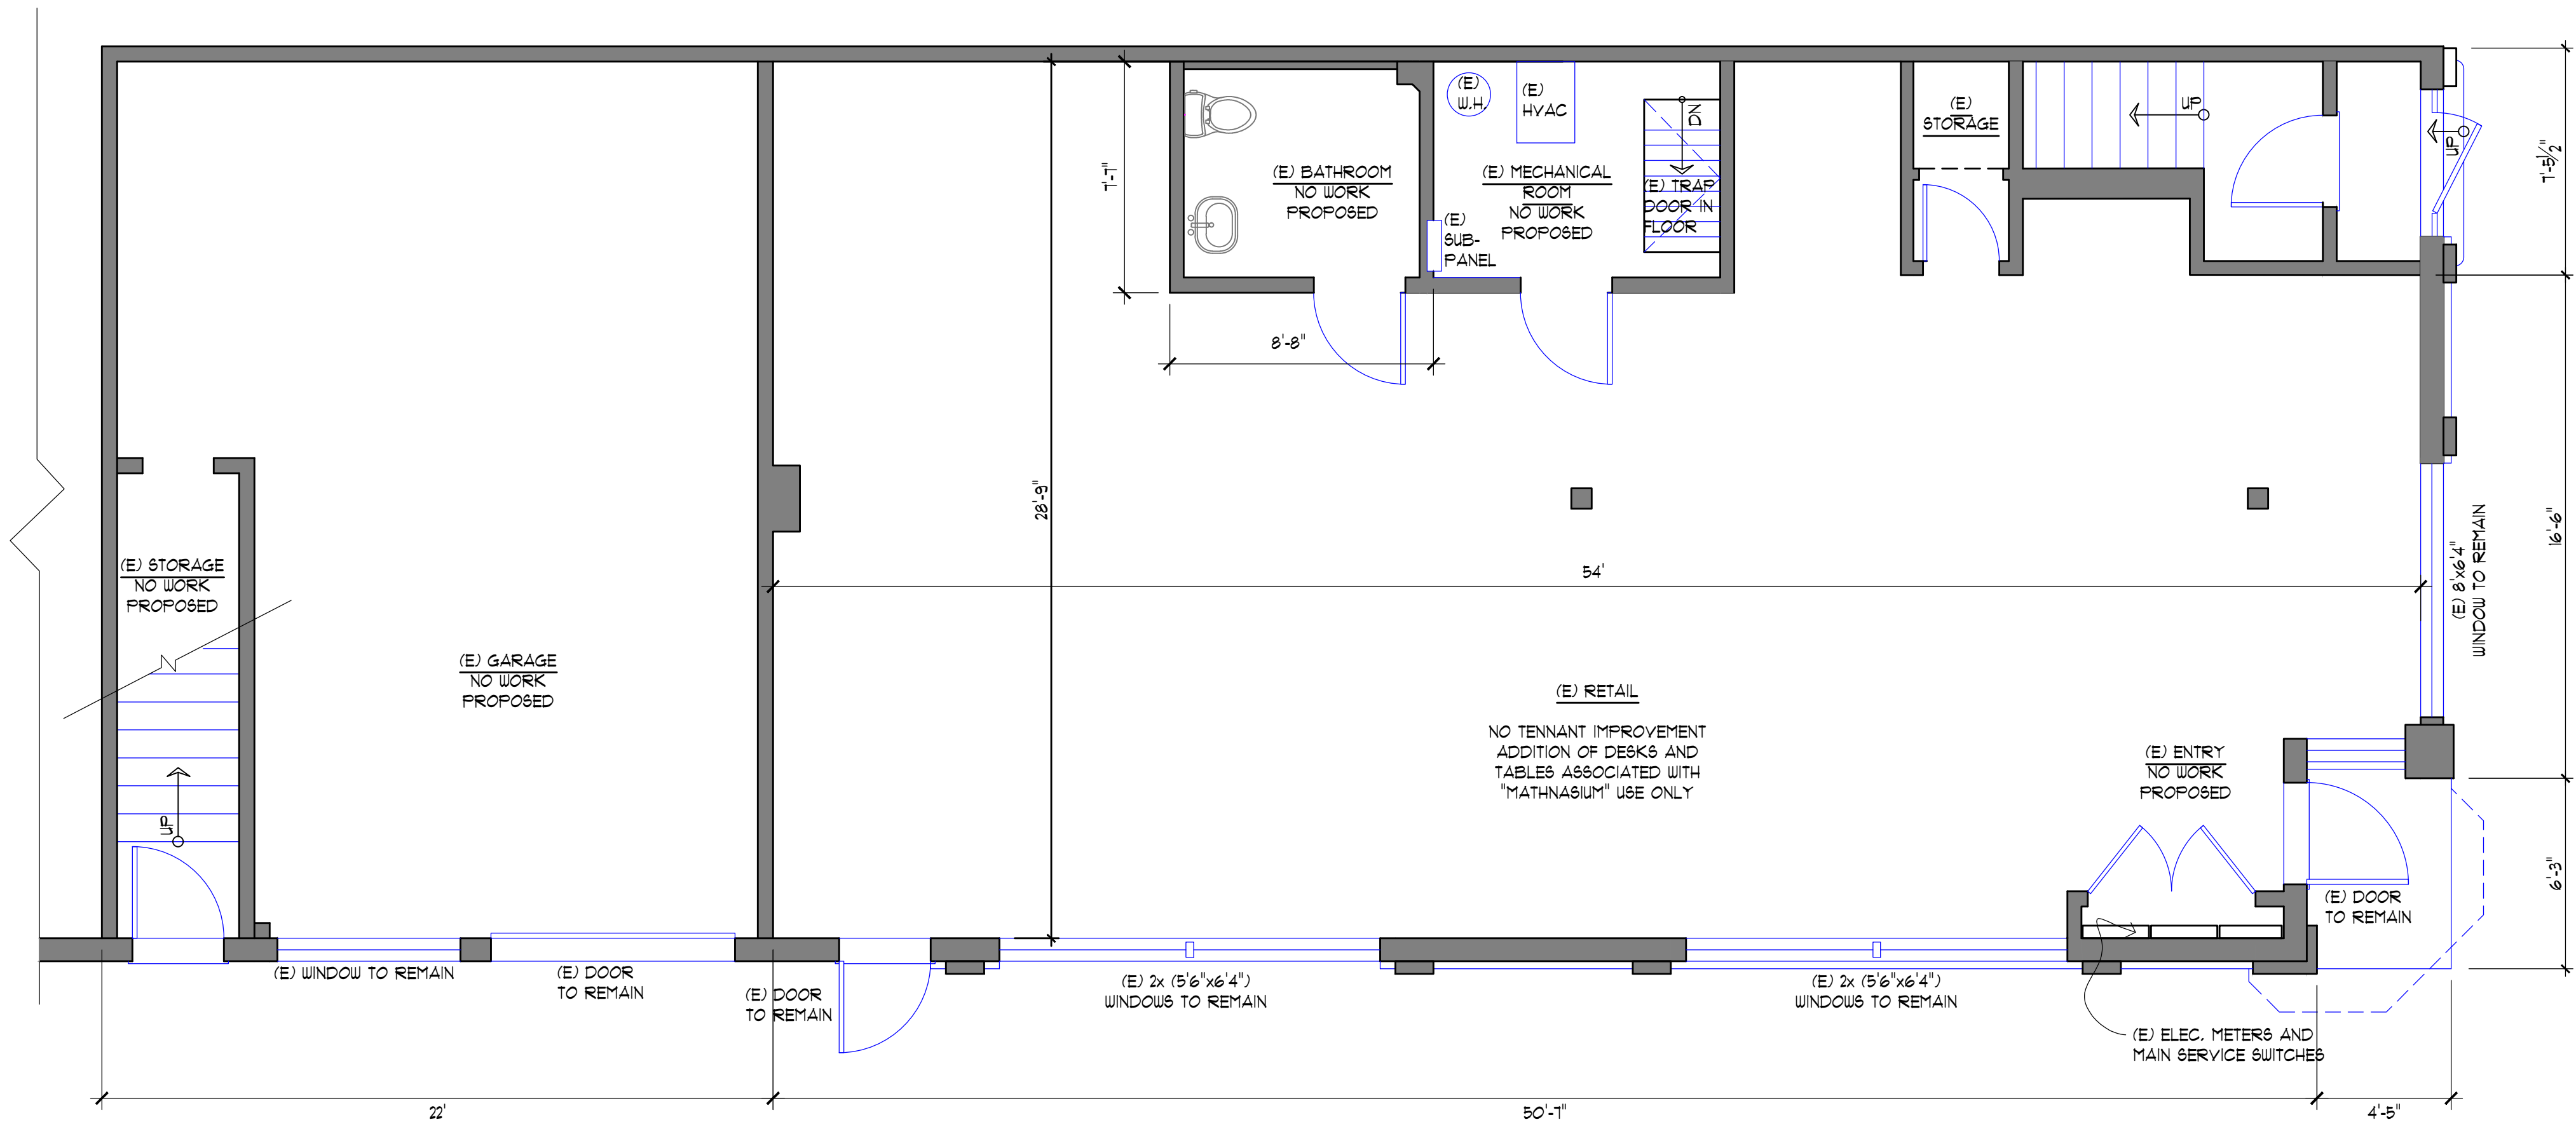 (E)
W.H.
(E)
HVAC
DN
(E)
STORAGE
UP
UP
7'-5½"
7'-7"
(E) BATHROOM
NO WORK
PROPOSED
(E) MECHANICAL
ROOM
NO WORK
PROPOSED
(E) TRAP
DOOR IN
FLOOR
(E)
SUB-
PANEL
8'-8"
28'-9"
16'-6"
(E) 8'x6'4"
WINDOW TO REMAIN
54'
(E) STORAGE
NO WORK
PROPOSED
(E) GARAGE
NO WORK
PROPOSED
(E) RETAIL
NO TENNANT IMPROVEMENT
ADDITION OF DESKS AND
TABLES ASSOCIATED WITH
"MATHNASIUM" USE ONLY
(E) ENTRY
NO WORK
PROPOSED
UP
6'-3"
(E) DOOR
TO REMAIN
(E) WINDOW TO REMAIN
(E) DOOR
TO REMAIN
(E) DOOR
TO REMAIN
(E) 2x (5'6"x6'4")
WINDOWS TO REMAIN
(E) 2x (5'6"x6'4")
WINDOWS TO REMAIN
(E) ELEC. METERS AND
MAIN SERVICE SWITCHES
22'
50'-7"
4'-5"